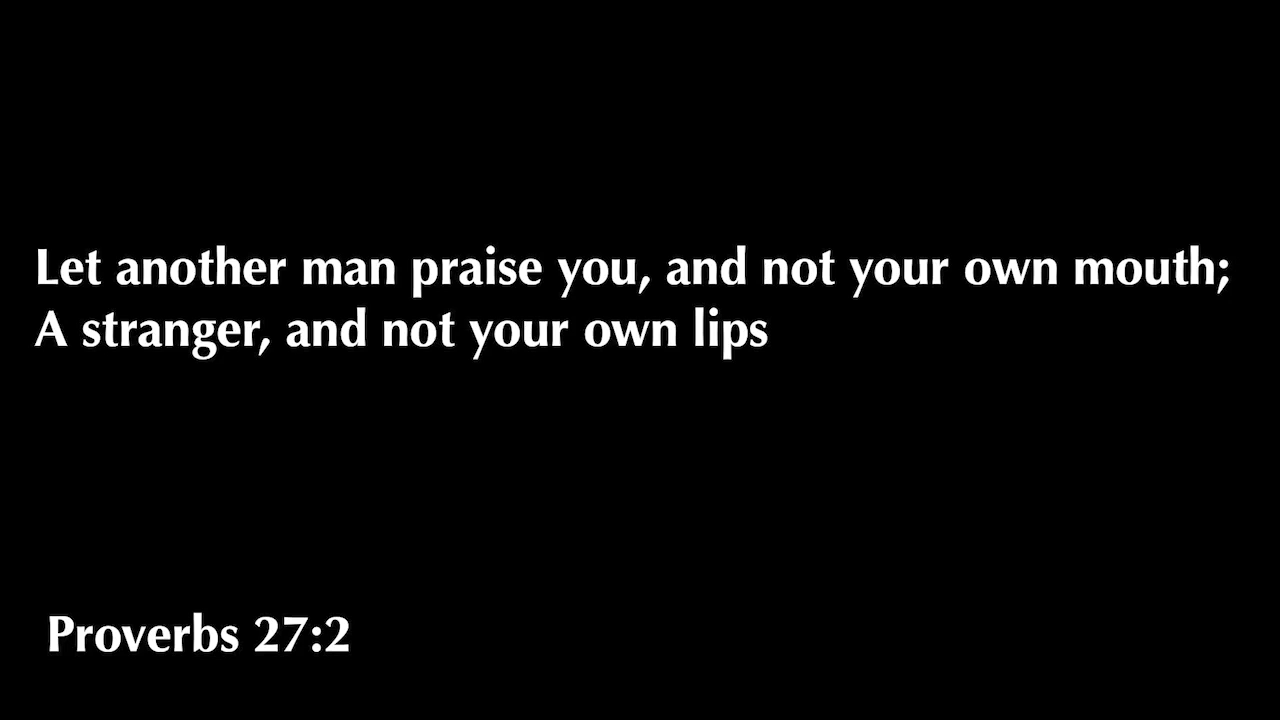 Let another man praise you, and not your own mouth;
A stranger, and not your own lips
Proverbs 27:2